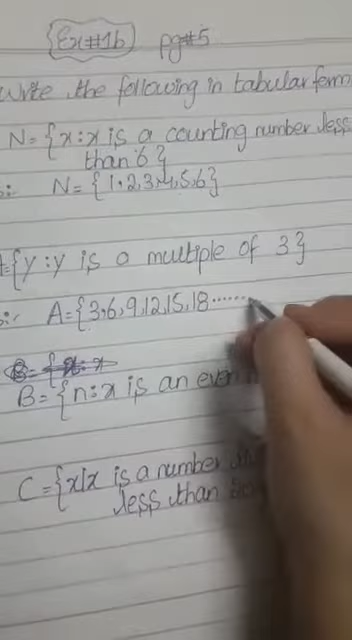 Ex#1b pg#5
Write the following in tabular form
N={x:x is a counting number less
than 6}
N={1,2,3,4,5,6}
={y:y is a multiple of 3}
A={3,6,9,12,15,18......
B={n:x is an even
C={x|x is a number
less than